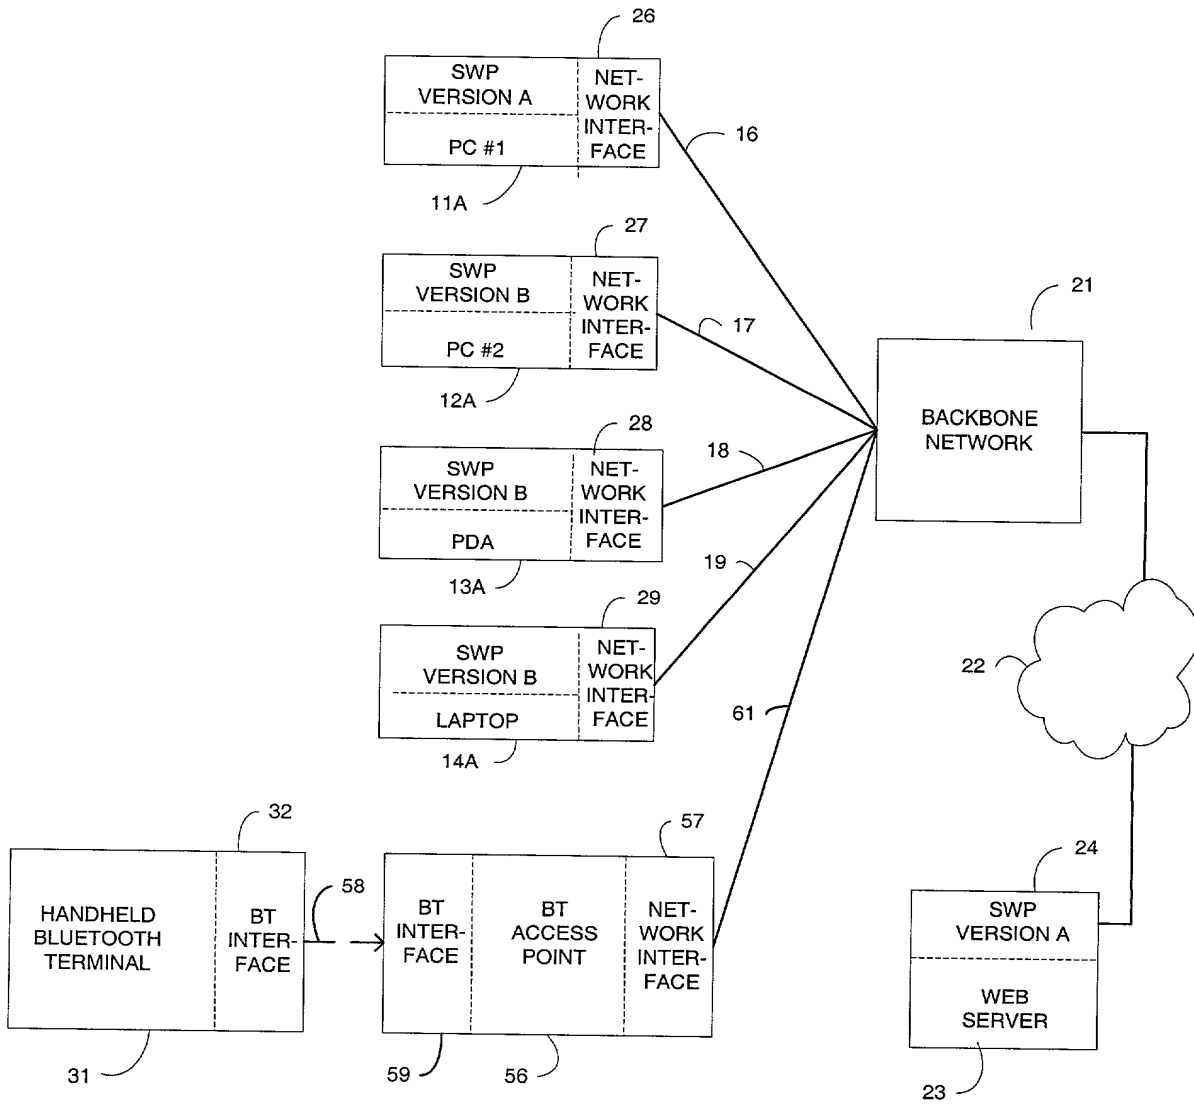 26
SWP
VERSION A
PC #1
NET-
WORK
INTER-
FACE
11A
16
27
SWP
VERSION B
PC #2
NET-
WORK
INTER-
FACE
12A
17
21
BACKBONE
NETWORK
28
SWP
VERSION B
PDA
NET-
WORK
INTER-
FACE
13A
18
19
29
SWP
VERSION B
LAPTOP
NET-
WORK
INTER-
FACE
14A
22
61
32
HANDHELD
BLUETOOTH
TERMINAL
BT
INTER-
FACE
31
58
57
BT
INTER-
FACE
BT
ACCESS
POINT
NET-
WORK
INTER-
FACE
59
56
24
SWP
VERSION A
WEB
SERVER
23